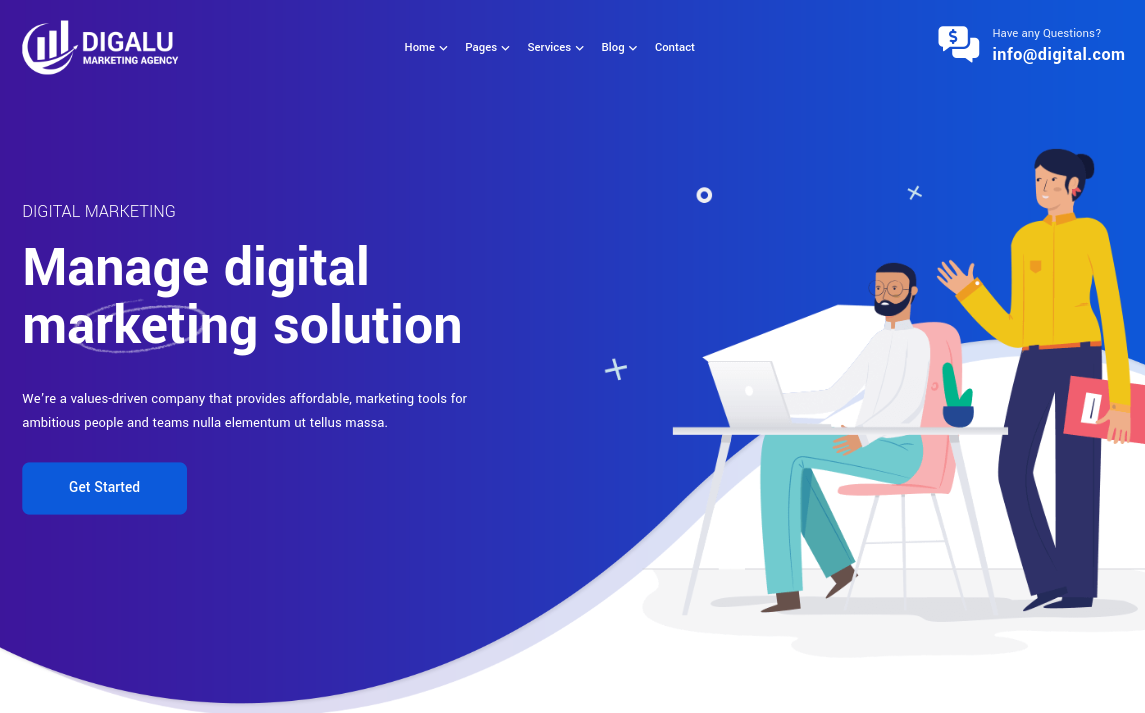 DIGALU
MARKETING AGENCY
Home
Pages
Services
Blog
Contact
$
Have any Questions?
info@digital.com
DIGITAL MARKETING
Manage digital
marketing solution
We're a values-driven company that provides affordable, marketing tools for
ambitious people and teams nulla elementum ut tellus massa.
Get Started